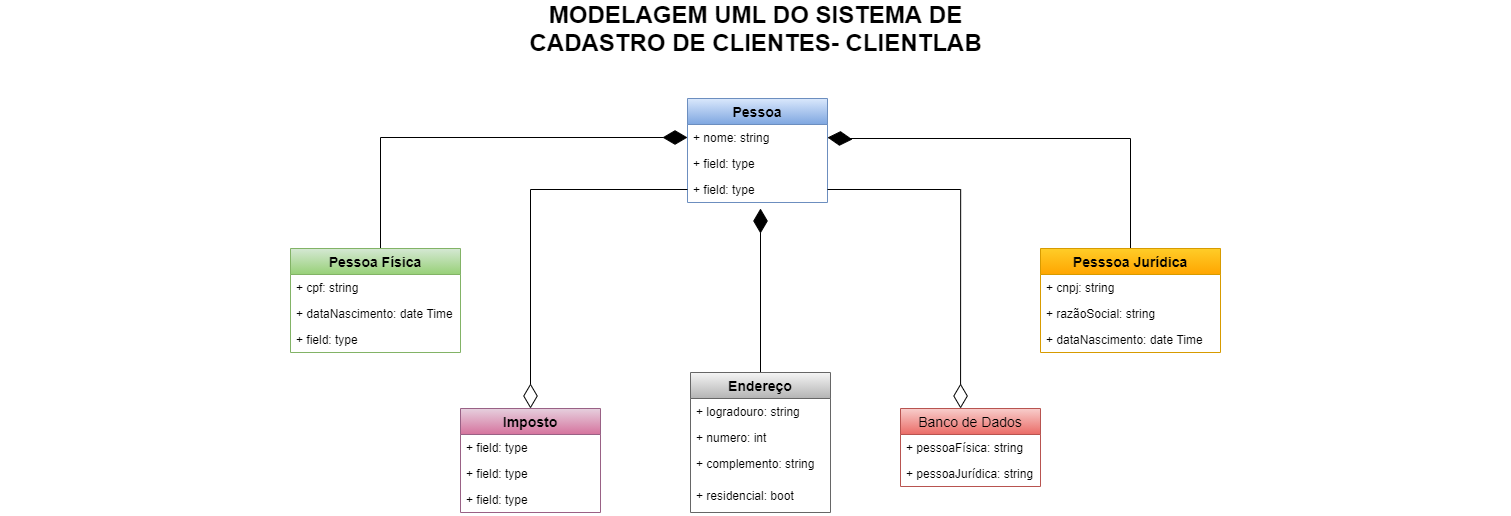 MODELAGEM UML DO SISTEMA DE
CADASTRO DE CLIENTES- CLIENTLAB
Pessoa
+ nome: string
+ field: type
+ field: type
Pessoa Física
+ cpf: string
+ dataNascimento: date Time
+ field: type
Pesssoa Jurídica
+ cnpj: string
+ razãoSocial: string
+ dataNascimento: date Time
Imposto
+ field: type
+ field: type
+ field: type
Endereço
+ logradouro: string
+ numero: int
+ complemento: string
+ residencial: boot
Banco de Dados
+ pessoaFísica: string
+ pessoaJurídica: string